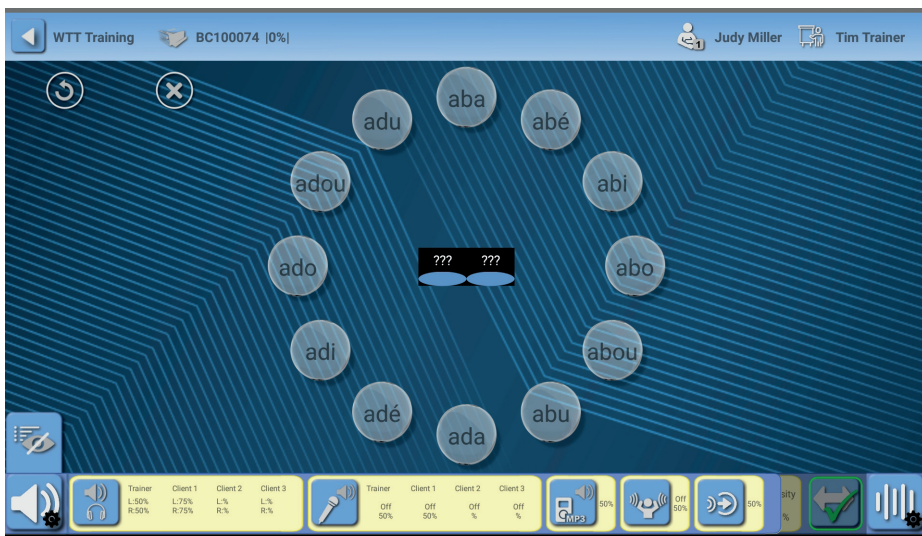 WTT Training BC100074 |0%| 1 Judy Miller Tim Trainer
aba
abé
abi
abo
abou
abu
ada
adé
adi
ado
adou
adu
??? ???
Trainer Client 1 Client 2 Client 3
L:50% L:75% L:% L:%
R:50% R:75% R:% R:%
Trainer Client 1 Client 2 Client 3
Off Off Off Off
50% 50% % %
MP3
50%
Off
50%
50%
sity
%